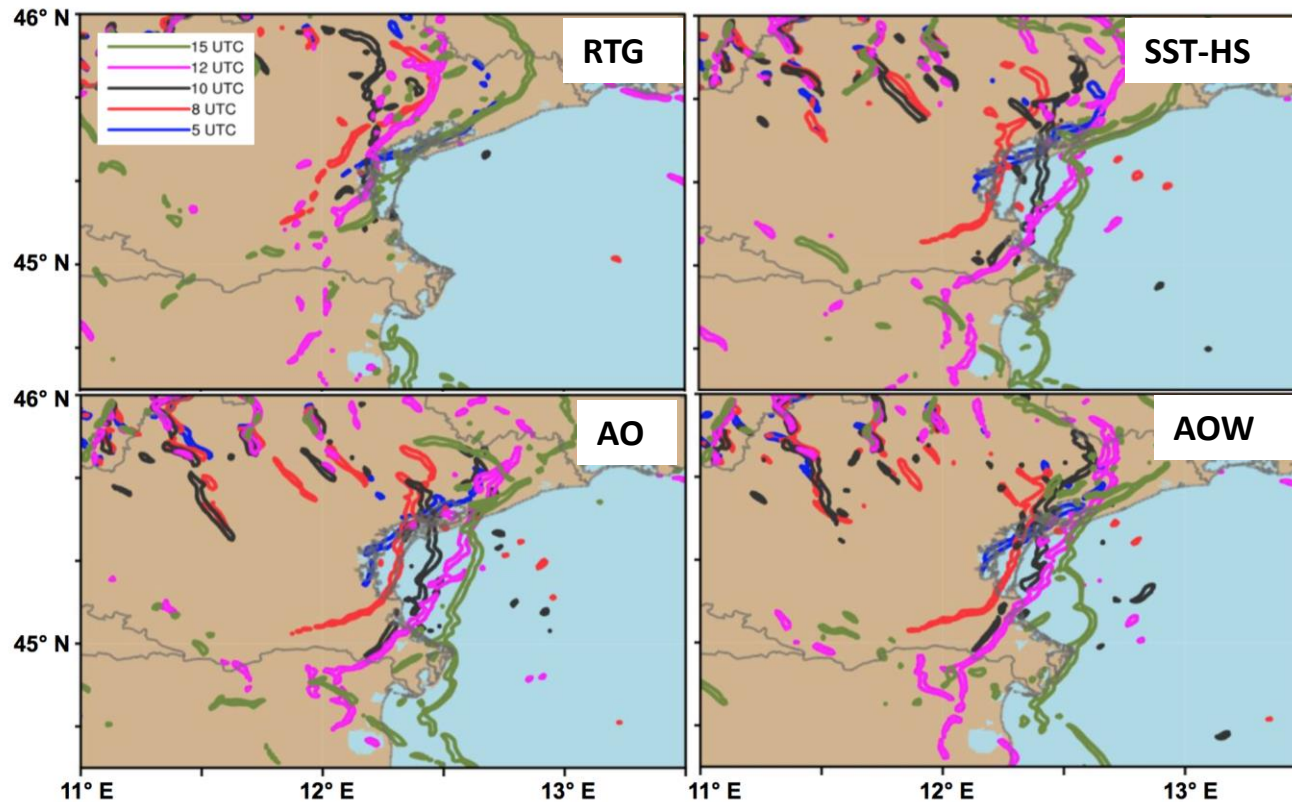 46° N
RTG
SST-HS
15 UTC
12 UTC
10 UTC
8 UTC
5 UTC
45° N
46° N
AO
AOW
45° N
11° E 12° E 13° E 11° E 12° E 13° E